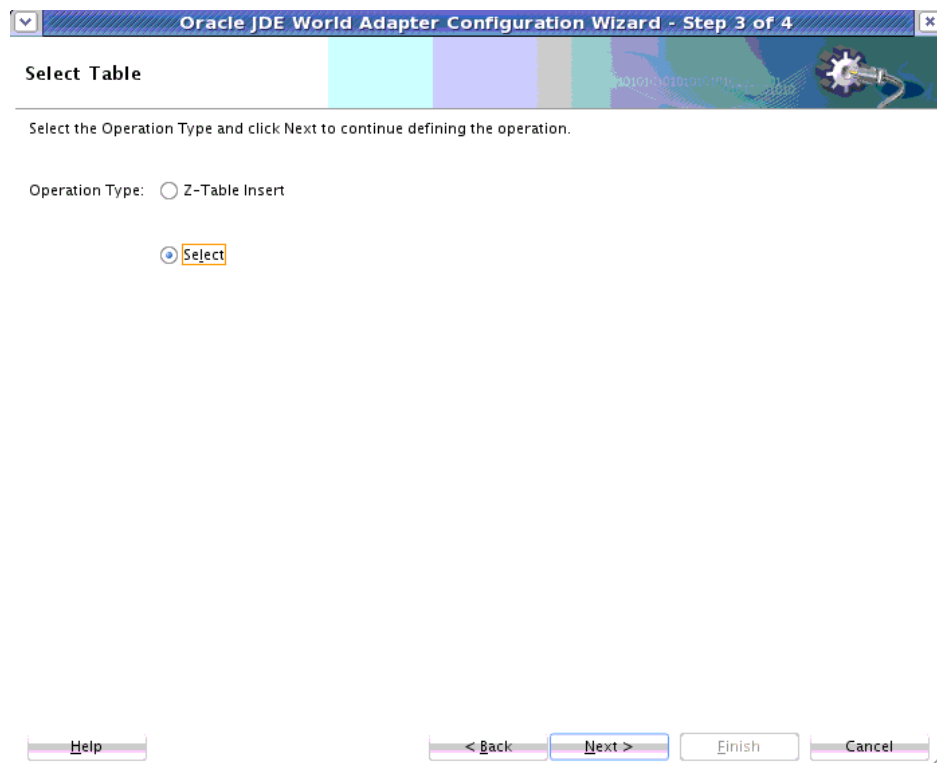 Oracle JDE World Adapter Configuration Wizard - Step 3 of 4
Select Table
Select the Operation Type and click Next to continue defining the operation.
Operation Type: Z-Table Insert
Select
Help < Back Next > Finish Cancel